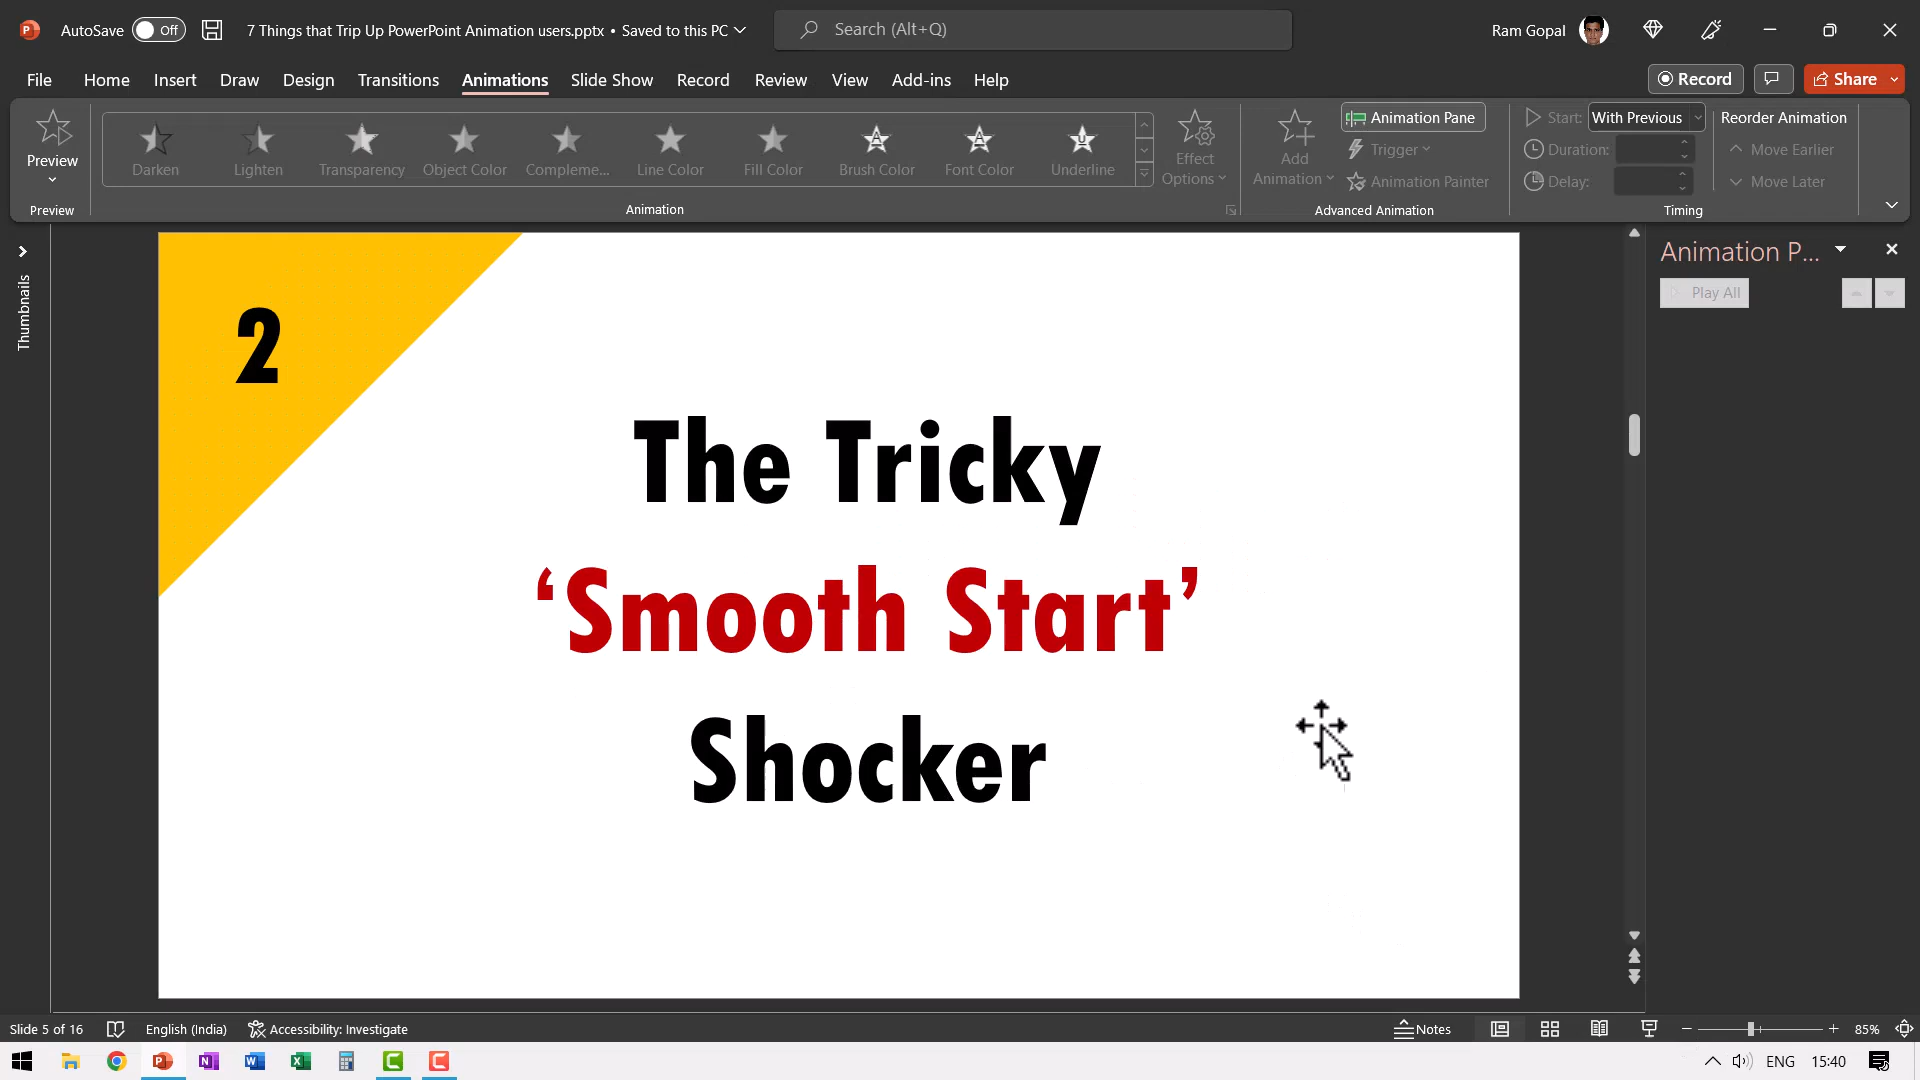 AutoSave Off 7 Things that Trip Up PowerPoint Animation users.pptx • Saved to this PC Search (Alt+Q) Ram Gopal
File Home Insert Draw Design Transitions Animations Slide Show Record Review View Add-ins Help Record Share
Preview
Darken Lighten Transparency Object Color Compleme... Line Color Fill Color Brush Color Font Color Underline
Effect Options
Add Animation
Animation Pane
Trigger
Animation Painter
Start: With Previous
Duration:
Delay:
Reorder Animation
Move Earlier
Move Later
Preview Animation Advanced Animation Timing
Thumbnails
2
The Tricky
‘Smooth Start’
Shocker
Animation P...
Play All
Slide 5 of 16 English (India) Accessibility: Investigate Notes 85%
ENG 15:40